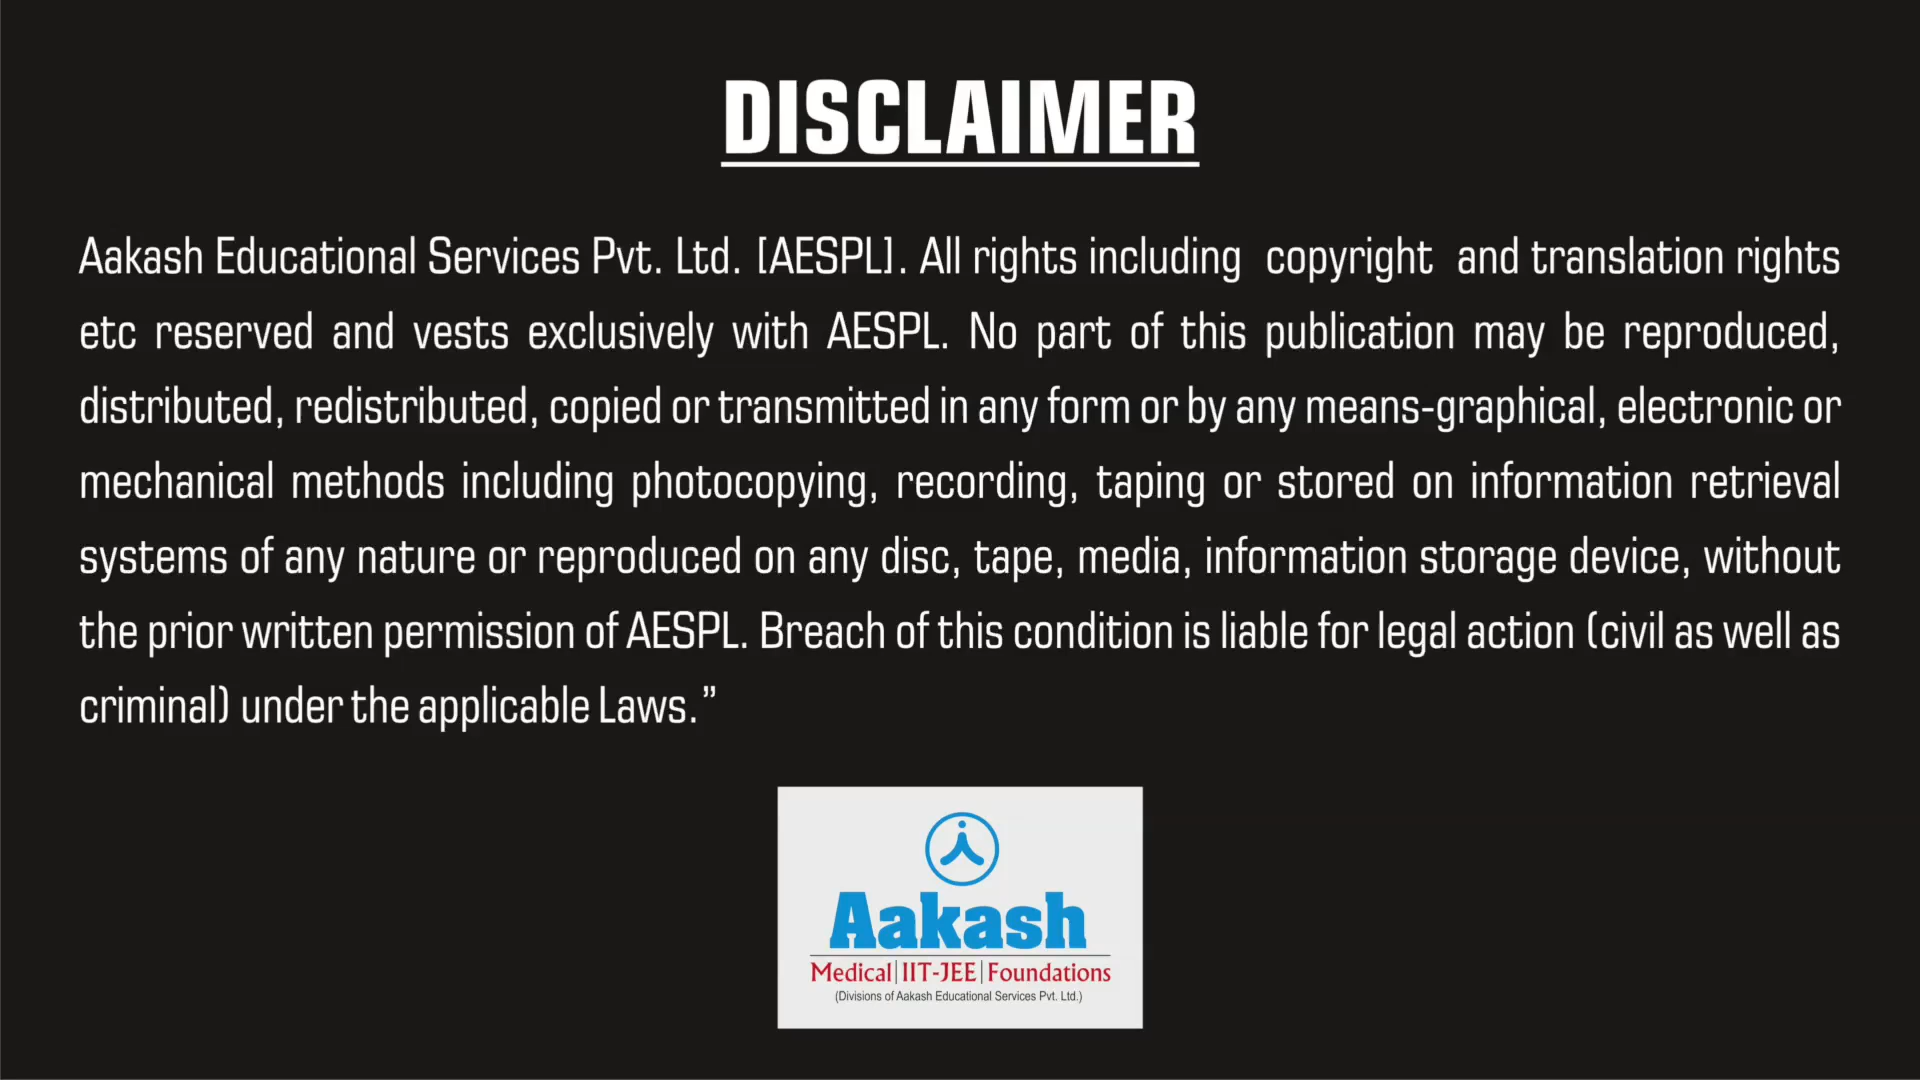 DISCLAIMER
Aakash Educational Services Pvt. Ltd. [AESPL]. All rights including copyright and translation rights
etc reserved and vests exclusively with AESPL. No part of this publication may be reproduced,
distributed, redistributed, copied or transmitted in any form or by any means-graphical, electronic or
mechanical methods including photocopying, recording, taping or stored on information retrieval
systems of any nature or reproduced on any disc, tape, media, information storage device, without
the prior written permission of AESPL. Breach of this condition is liable for legal action (civil as well as
criminal) under the applicable Laws.”
Aakash
Medical|IIT-JEE|Foundations
(Divisions of Aakash Educational Services Pvt. Ltd.)